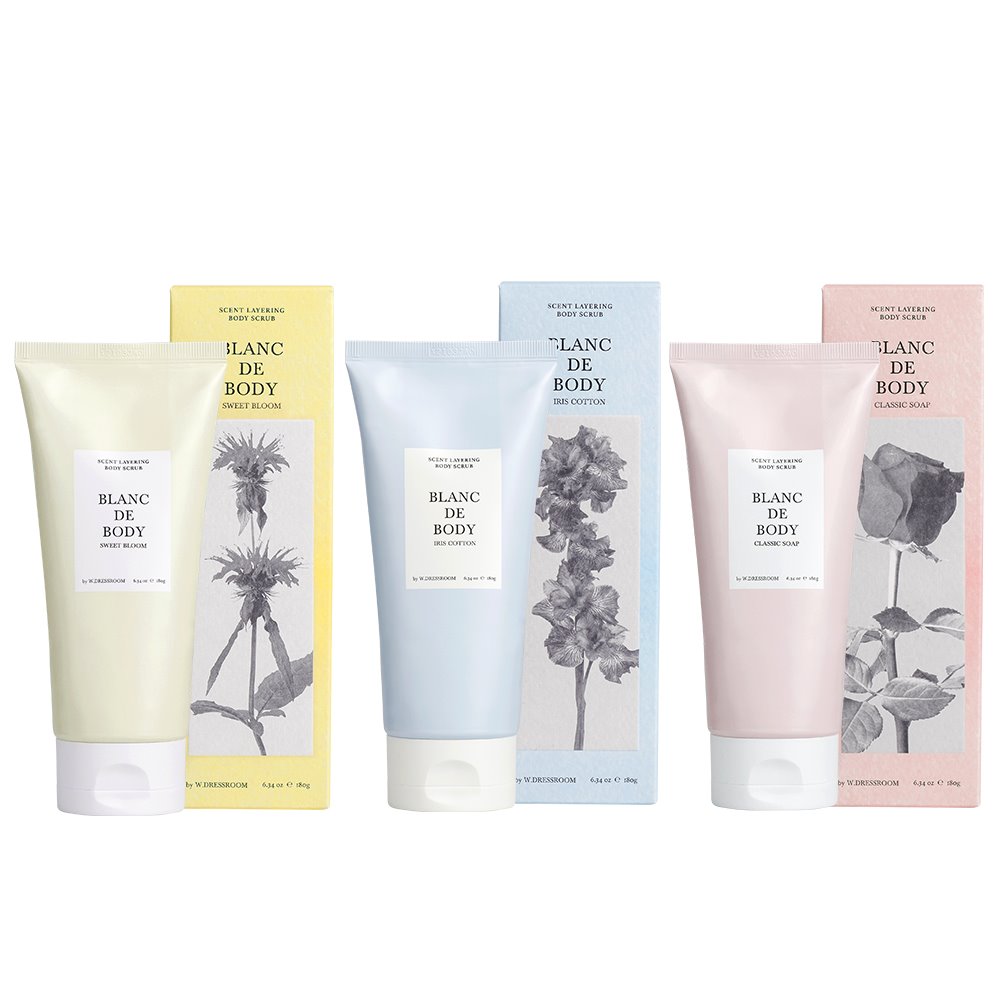 SCENT LAYERING
BODY SCRUB
BLANC
DE
BODY
SWEET BLOOM
by W.DRESSROOM 6.34 oz ℮ 180g
SCENT LAYERING
BODY SCRUB
BLANC
DE
BODY
SWEET BLOOM
by W.DRESSROOM 6.34 oz ℮ 180g
SCENT LAYERING
BODY SCRUB
BLANC
DE
BODY
IRIS COTTON
by W.DRESSROOM 6.34 oz ℮ 180g
SCENT LAYERING
BODY SCRUB
BLANC
DE
BODY
IRIS COTTON
by W.DRESSROOM 6.34 oz ℮ 180g
SCENT LAYERING
BODY SCRUB
BLANC
DE
BODY
CLASSIC SOAP
by W.DRESSROOM 6.34 oz ℮ 180g
SCENT LAYERING
BODY SCRUB
BLANC
DE
BODY
CLASSIC SOAP
by W.DRESSROOM 6.34 oz ℮ 180g